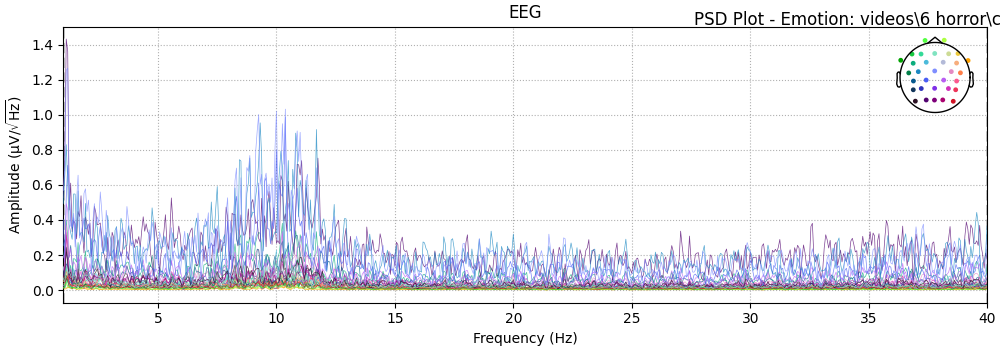 EEG
PSD Plot - Emotion: videos\6 horror\c
1.4
1.2
1.0
0.8
0.6
0.4
0.2
0.0
Amplitude (µV/√Hz)
5 10 15 20 25 30 35 40
Frequency (Hz)